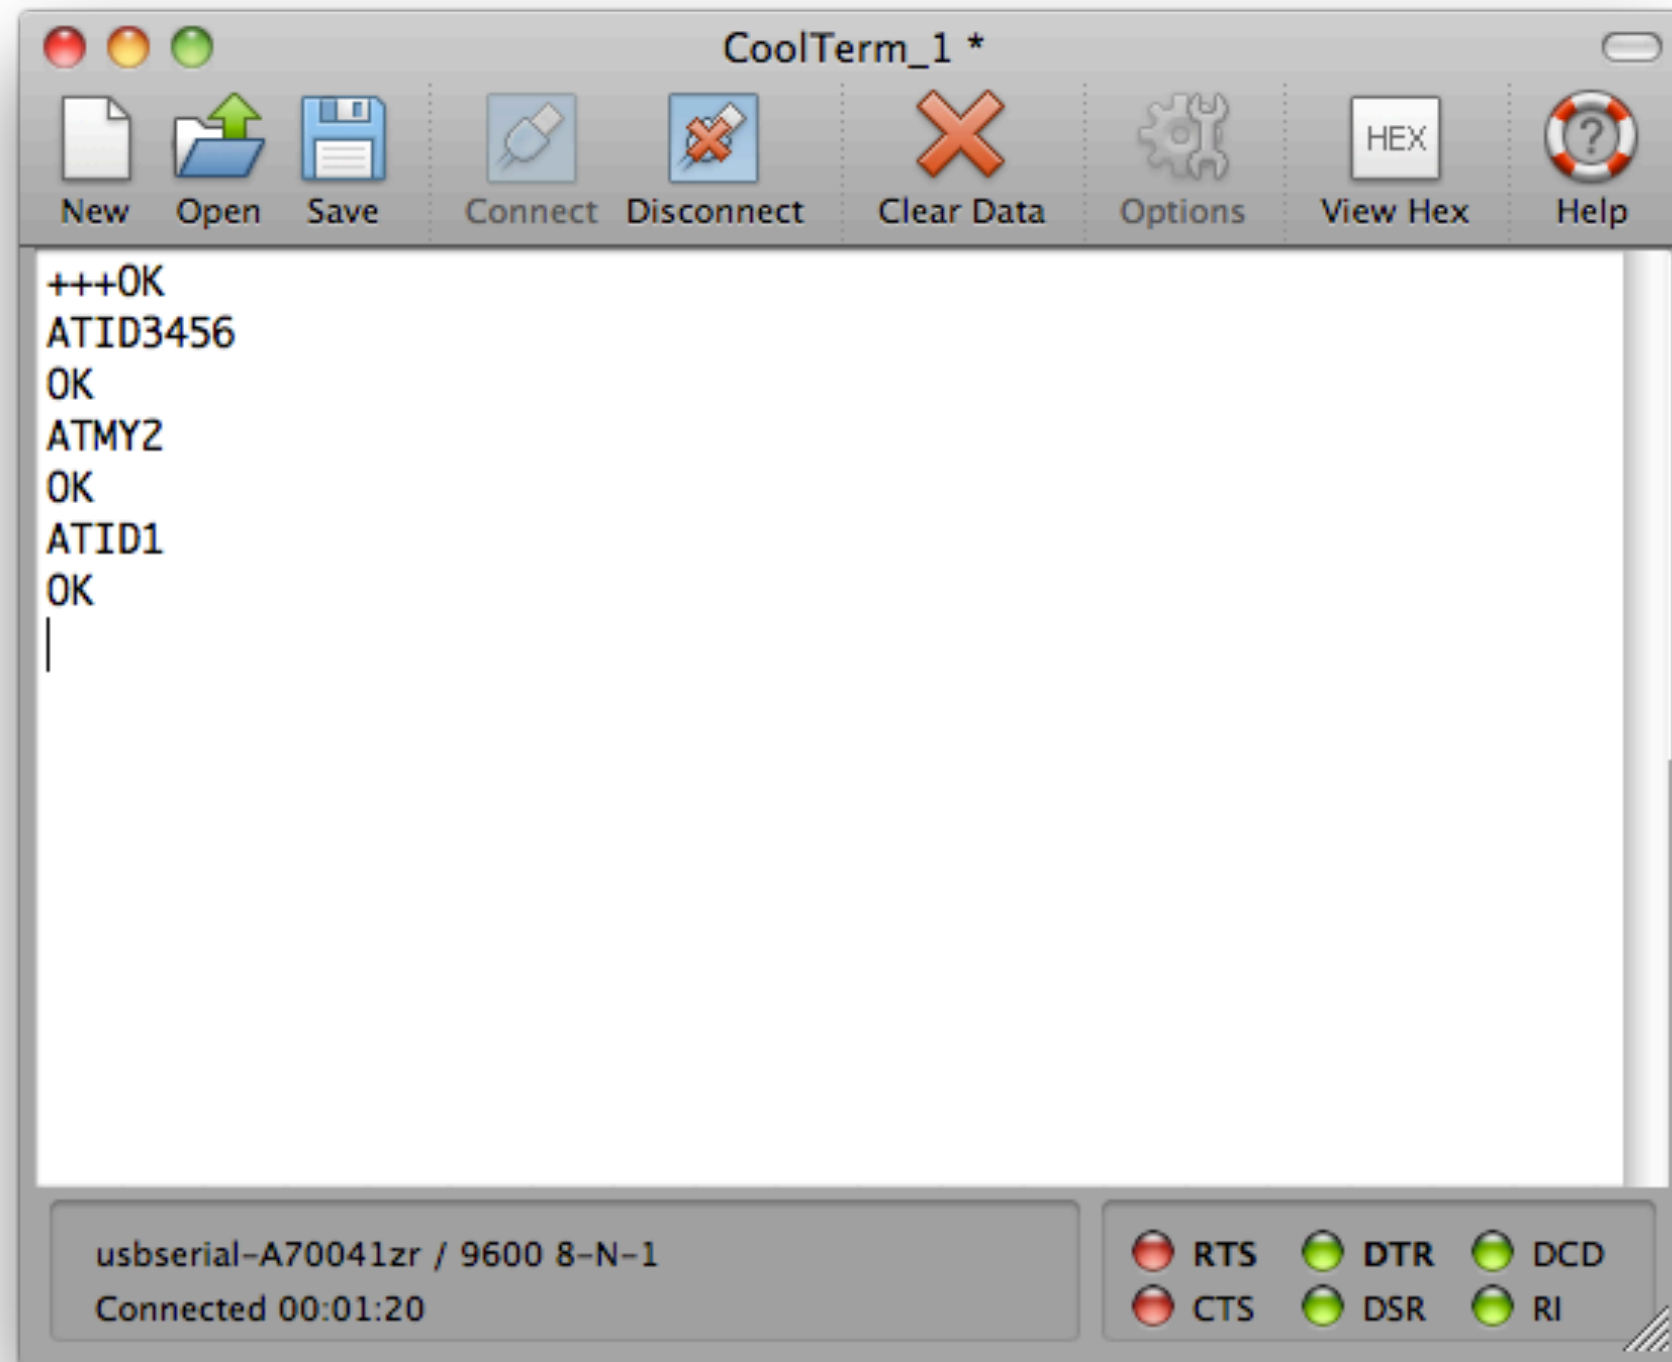 CoolTerm_1 *
New Open Save Connect Disconnect Clear Data Options HEX View Hex ? Help
+++OK
ATID3456
OK
ATMY2
OK
ATID1
OK
usbserial-A70041zr / 9600 8-N-1
Connected 00:01:20
RTS DTR DCD
CTS DSR RI